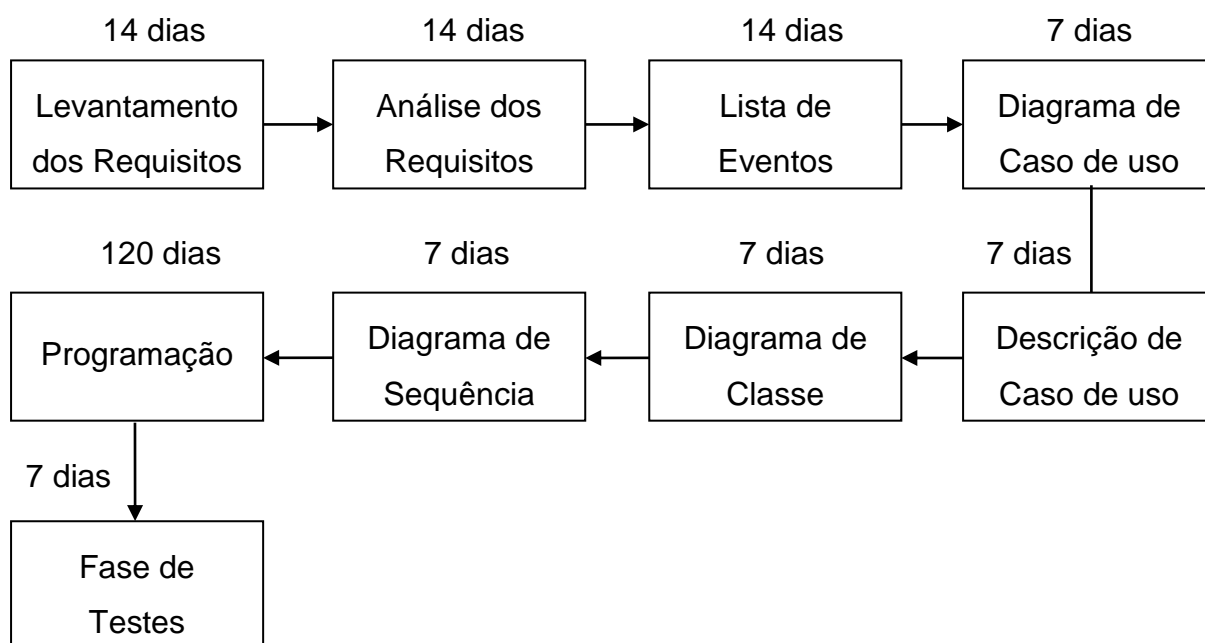 14 dias
14 dias
14 dias
7 dias
Levantamento
dos Requisitos
Análise dos
Requisitos
Lista de
Eventos
Diagrama de
Caso de uso
120 dias
7 dias
7 dias
7 dias
Programação
Diagrama de
Sequência
Diagrama de
Classe
Descrição de
Caso de uso
7 dias
Fase de
Testes